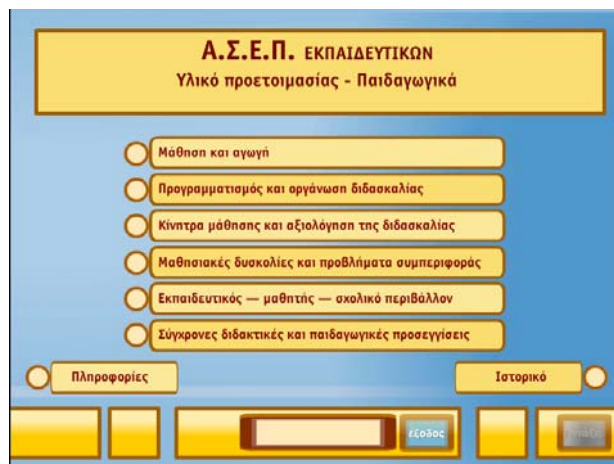 Α.Σ.Ε.Π. ΕΚΠΑΙΔΕΥΤΙΚΩΝ
Υλικό προετοιμασίας - Παιδαγωγικά
Μάθηση και αγωγή
Προγραμματισμός και οργάνωση διδασκαλίας
Κίνητρα μάθησης και αξιολόγηση της διδασκαλίας
Μαθησιακές δυσκολίες και προβλήματα συμπεριφοράς
Εκπαιδευτικός — μαθητής — σχολικό περιβάλλον
Σύγχρονες διδακτικές και παιδαγωγικές προσεγγίσεις
Πληροφορίες
Ιστορικό
έξοδος